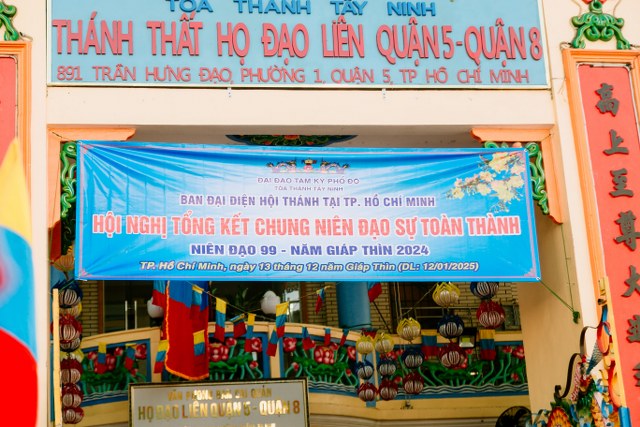 TÒA THÁNH TÂY NINH
THÁNH THẤT HỌ ĐẠO LIÊN QUẬN 5 - QUẬN 8
891 TRẦN HƯNG ĐẠO, PHƯỜNG 1, QUẬN 5, TP. HỒ CHÍ MINH
ĐẠI ĐẠO TAM KỲ PHỔ ĐỘ
TÒA THÁNH TÂY NINH
BAN ĐẠI DIỆN HỘI THÁNH TẠI TP. HỒ CHÍ MINH
HỘI NGHỊ TỔNG KẾT CHUNG NIÊN ĐẠO SỰ TOÀN THÀNH
NIÊN ĐẠO 99 - NĂM GIÁP THÌN 2024
TP. Hồ Chí Minh, ngày 13 tháng 12 năm Giáp Thìn (DL: 12/01/2025)
高上至尊大
HỌ ĐẠO LIÊN QUẬN 5 - QUẬN 8